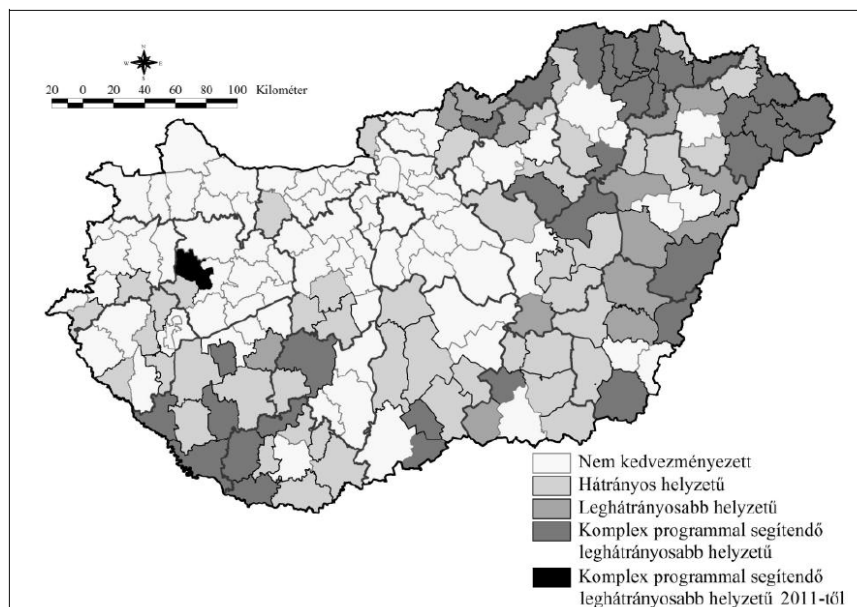 N
W E
S
20 0 20 40 60 80 100 Kilométer
Nem kedvezményezett
Hátrányos helyzetű
Leghátrányosabb helyzetű
Komplex programmal segítendő
leghátrányosabb helyzetű
Komplex programmal segítendő
leghátrányosabb helyzetű 2011-től